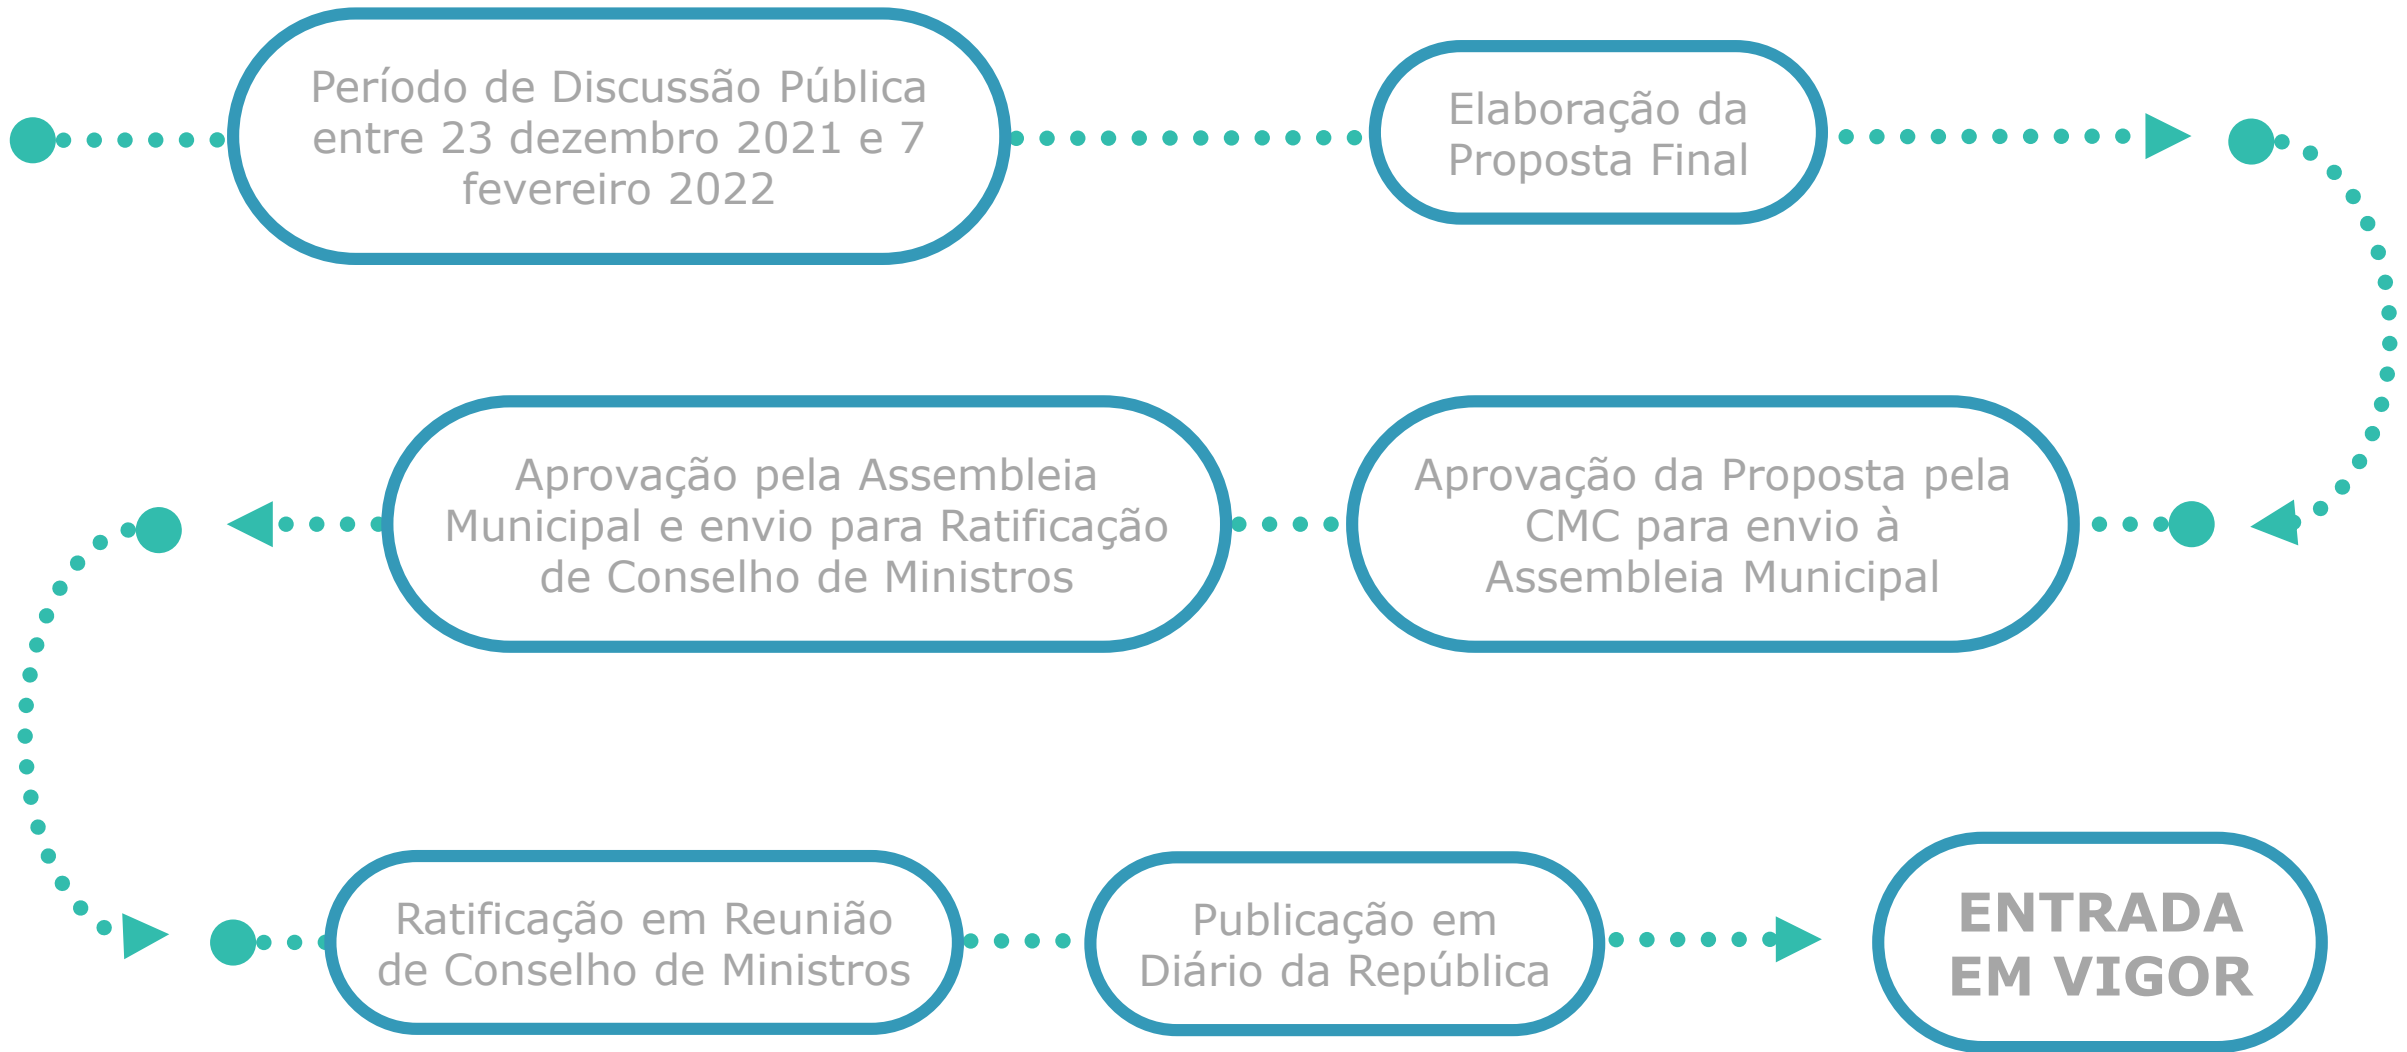 Período de Discussão Pública
entre 23 dezembro 2021 e 7
fevereiro 2022
Elaboração da
Proposta Final
Aprovação da Proposta pela
CMC para envio à
Assembleia Municipal
Aprovação pela Assembleia
Municipal e envio para Ratificação
de Conselho de Ministros
Ratificação em Reunião
de Conselho de Ministros
Publicação em
Diário da República
ENTRADA
EM VIGOR